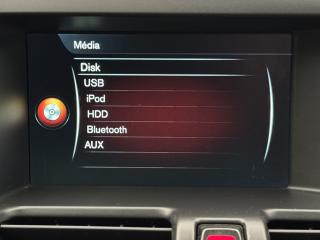 Média
Disk
USB
iPod
HDD
Bluetooth
AUX